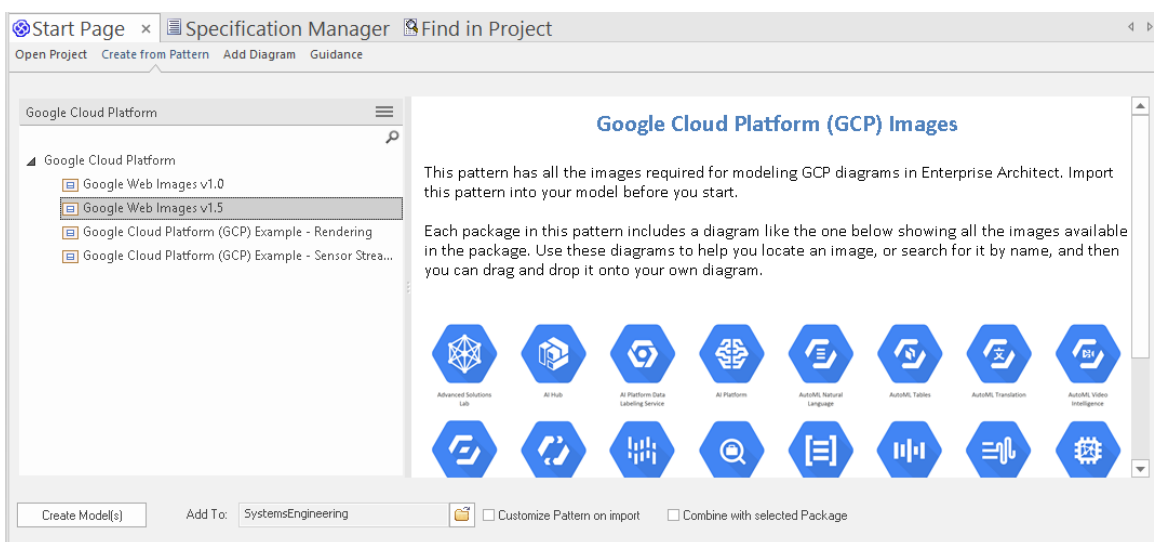 Start Page × Specification Manager Find in Project
Open Project Create from Pattern Add Diagram Guidance
Google Cloud Platform
Google Cloud Platform
Google Web Images v1.0
Google Web Images v1.5
Google Cloud Platform (GCP) Example - Rendering
Google Cloud Platform (GCP) Example - Sensor Strea...
Google Cloud Platform (GCP) Images
This pattern has all the images required for modeling GCP diagrams in Enterprise Architect. Import
this pattern into your model before you start.
Each package in this pattern includes a diagram like the one below showing all the images available
in the package. Use these diagrams to help you locate an image, or search for it by name, and then
you can drag and drop it onto your own diagram.
Advanced Solutions
Lab
AI Hub
AI Platform Data
Labeling Service
AI Platform
AutoML Natural
Language
AutoML Tables
AutoML Translation
AutoML Video
Intelligence
Create Model(s) Add To: SystemsEngineering Customize Pattern on import Combine with selected Package